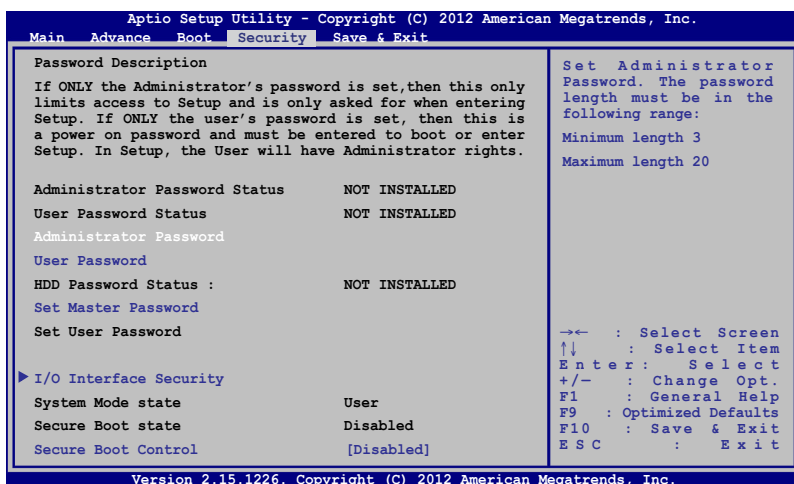 Aptio Setup Utility - Copyright (C) 2012 American Megatrends, Inc.
Main Advance Boot Security Save & Exit
Password Description
If ONLY the Administrator's password is set,then this only
limits access to Setup and is only asked for when entering
Setup. If ONLY the user's password is set, then this is
a power on password and must be entered to boot or enter
Setup. In Setup, the User will have Administrator rights.
Administrator Password Status NOT INSTALLED
User Password Status NOT INSTALLED
Administrator Password
User Password
HDD Password Status : NOT INSTALLED
Set Master Password
Set User Password
I/O Interface Security
System Mode state User
Secure Boot state Disabled
Secure Boot Control [Disabled]
Set Administrator
Password. The password
length must be in the
following range:
Minimum length 3
Maximum length 20
→← : Select Screen
↑↓ : Select Item
Enter: Select
+/— : Change Opt.
F1 : General Help
F9 : Optimized Defaults
F10 : Save & Exit
ESC : Exit
Version 2.15.1226. Copyright (C) 2012 American Megatrends, Inc.